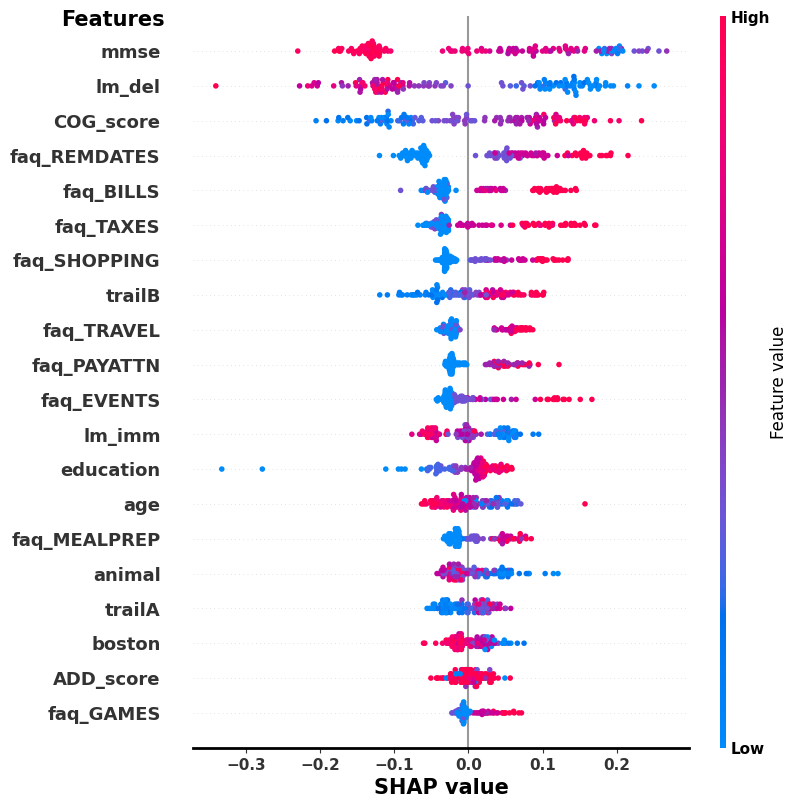 Features
High
mmse
lm_del
COG_score
faq_REMDATES
faq_BILLS
faq_TAXES
faq_SHOPPING
trailB
faq_TRAVEL
faq_PAYATTN
faq_EVENTS
lm_imm
education
age
faq_MEALPREP
animal
trailA
boston
ADD_score
faq_GAMES
Feature value
Low
−0.3 −0.2 −0.1 0.0 0.1 0.2
SHAP value